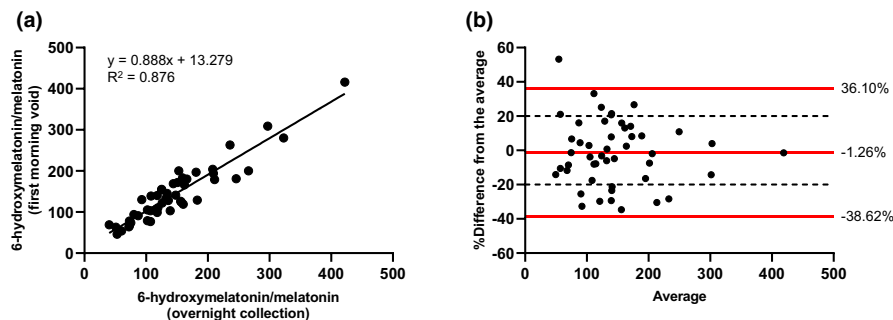 (a)
y = 0.888x + 13.279
R² = 0.876
6-hydroxymelatonin/melatonin
(first morning void)
500
400
300
200
100
0
0 100 200 300 400 500
6-hydroxymelatonin/melatonin
(overnight collection)
(b)
%Difference from the average
60
40
20
0
-20
-40
-60
36.10%
-1.26%
-38.62%
0 100 200 300 400 500
Average